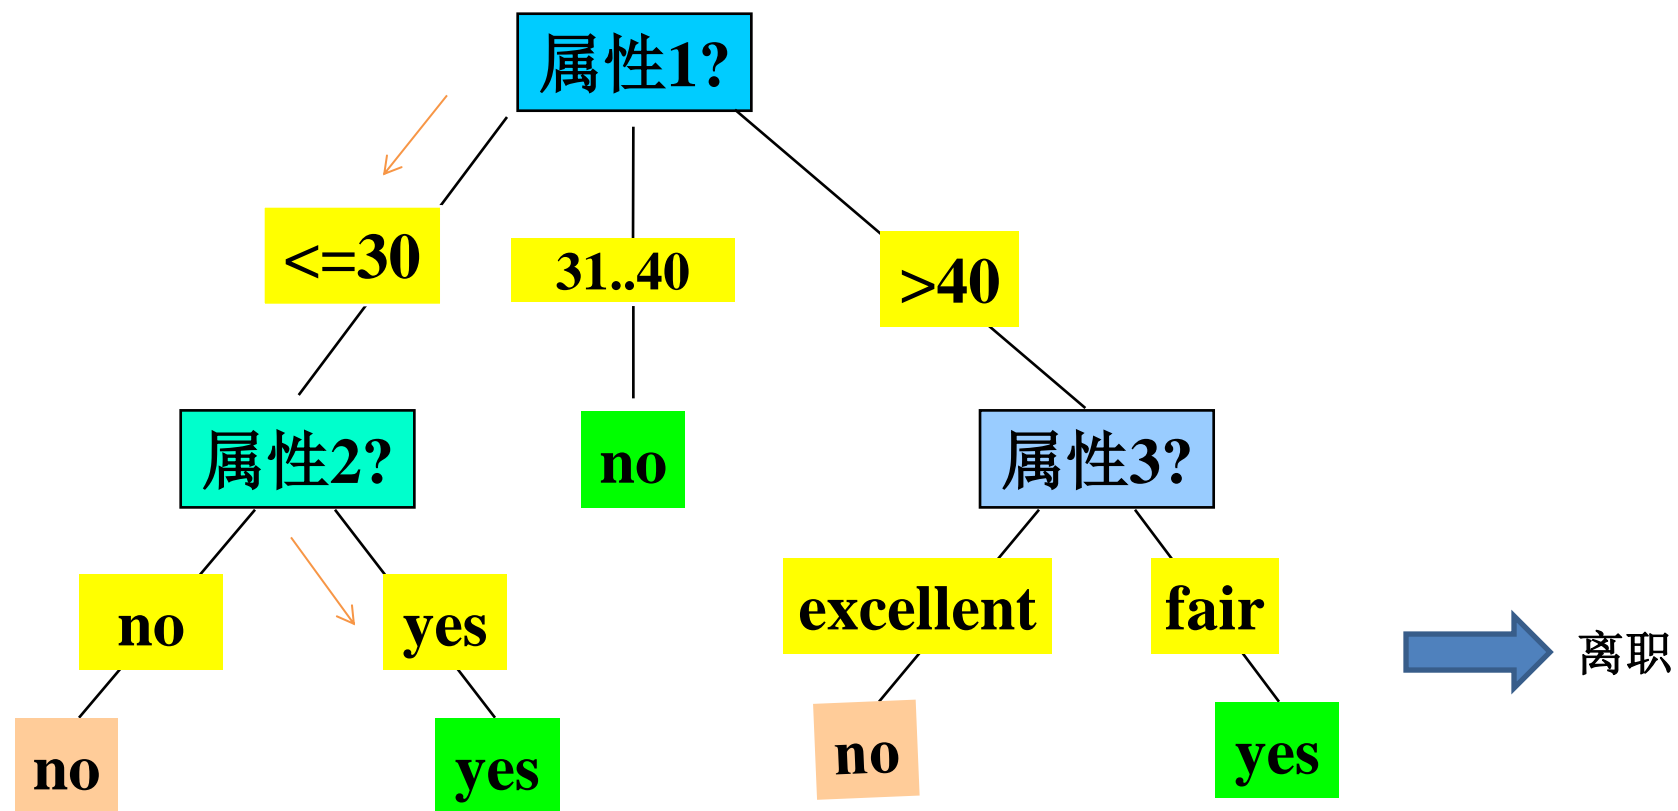 属性1?
<=30
31..40
>40
属性2?
no
属性3?
no
yes
excellent
fair
离职
no
yes
no
yes